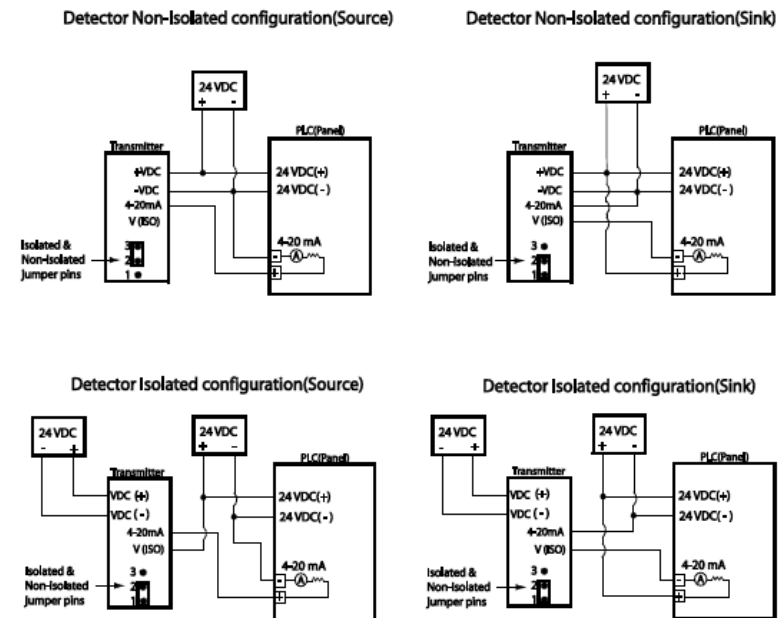 Detector Non-Isolated configuration(Source)
24 VDC
+ -
PLC(Panel)
Transmitter
+VDC
-VDC
4-20mA
V (ISO)
24 VDC(+)
24 VDC( - )
4-20 mA
- A
+
Isolated &
Non-Isolated
Jumper pins
3
2
1
Detector Non-Isolated configuration(Sink)
24 VDC
+ -
PLC(Panel)
Transmitter
+VDC
-VDC
4-20mA
V (ISO)
24 VDC(+)
24 VDC( - )
4-20 mA
- A
+
Isolated &
Non-Isolated
Jumper pins
3
2
1
Detector Isolated configuration(Source)
24 VDC
- +
24 VDC
+ -
PLC(Panel)
Transmitter
VDC (+)
VDC ( - )
4-20mA
V (ISO)
24 VDC(+)
24 VDC( - )
4-20 mA
- A
+
Isolated &
Non-Isolated
Jumper pins
3
2
1
Detector Isolated configuration(Sink)
24 VDC
- +
24 VDC
+ -
PLC(Panel)
Transmitter
VDC (+)
VDC ( - )
4-20mA
V (ISO)
24 VDC(+)
24 VDC( - )
4-20 mA
- A
+
Isolated &
Non-Isolated
Jumper pins
3
2
1